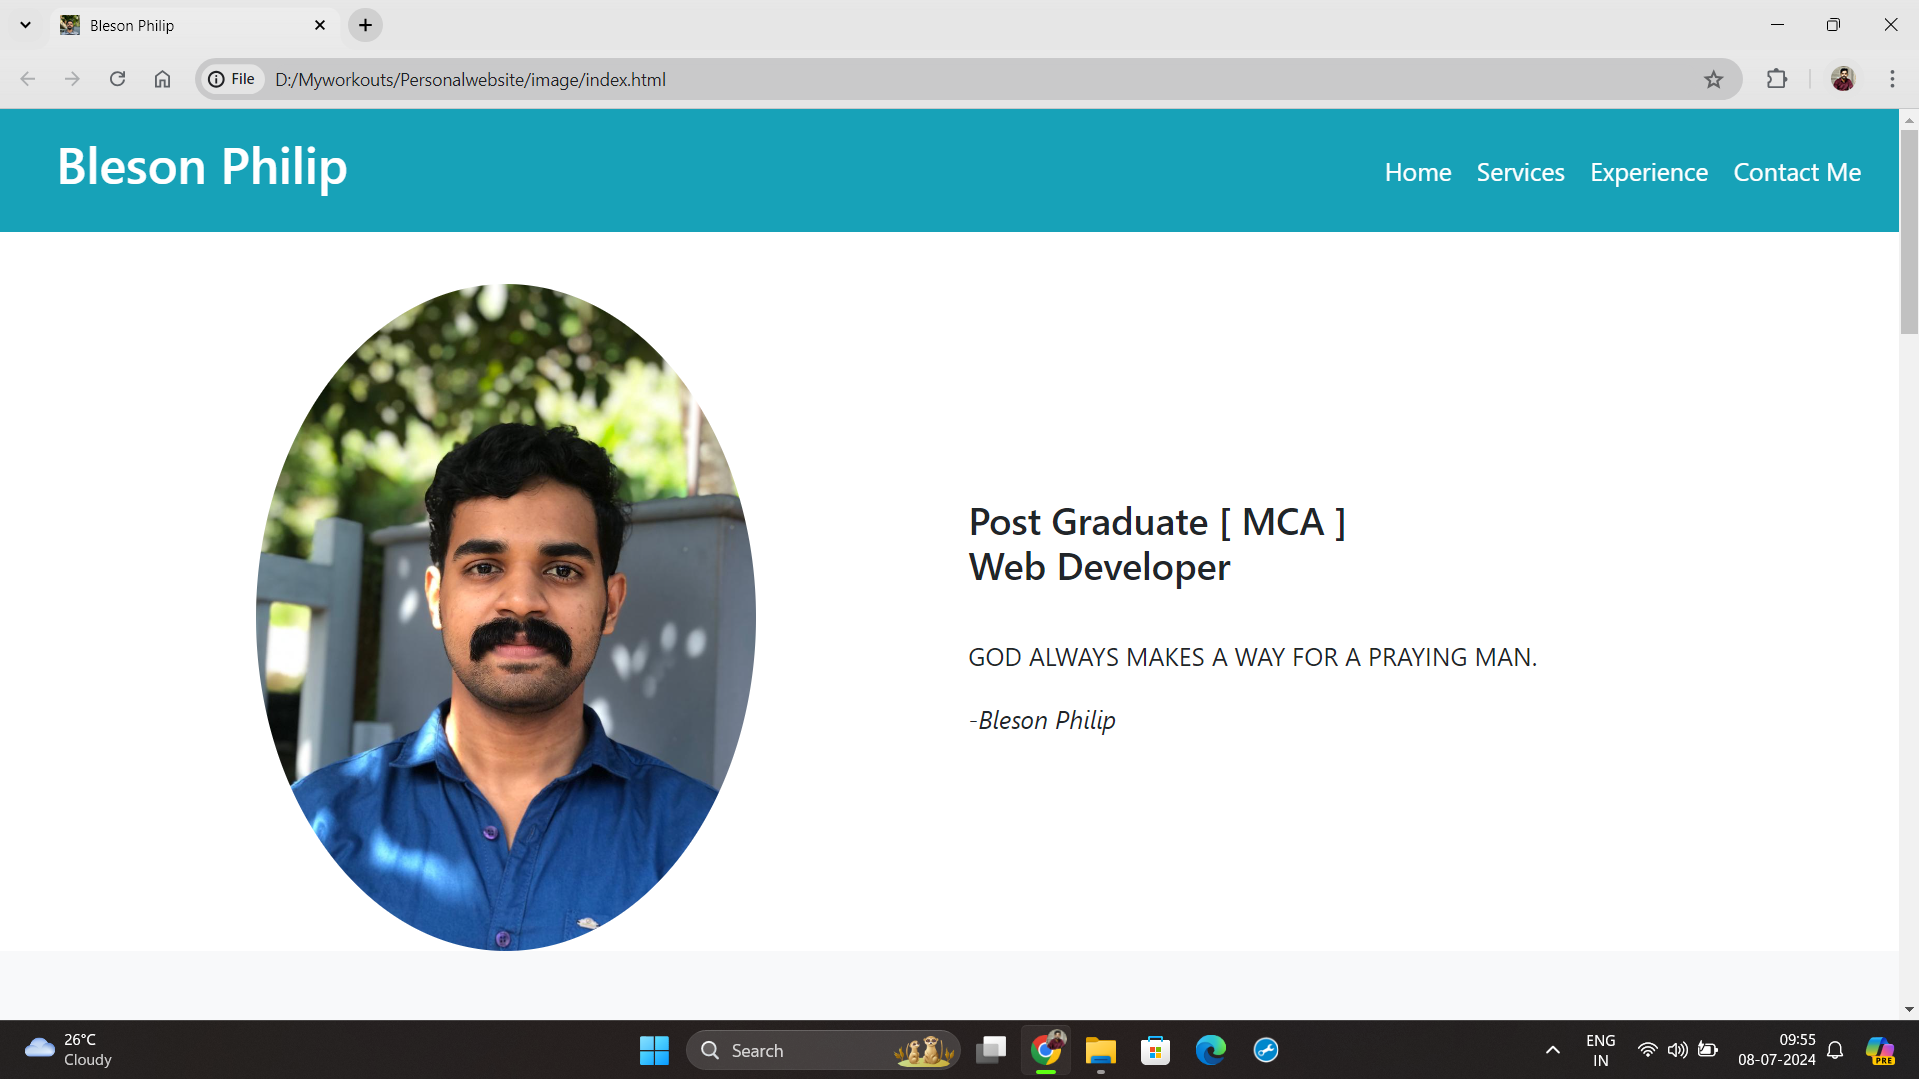 Bleson Philip
File
D:/Myworkouts/Personalwebsite/image/index.html
Bleson Philip
Home Services Experience Contact Me
Post Graduate [ MCA ]
Web Developer
GOD ALWAYS MAKES A WAY FOR A PRAYING MAN.
-Bleson Philip
26°C
Cloudy
Search
ENG
IN
09:55
08-07-2024
PRE